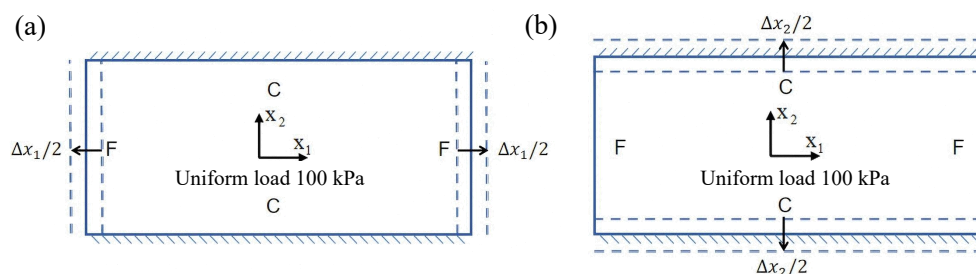 (a)
C
x₂
Δx₁/2 F x₁ F Δx₁/2
Uniform load 100 kPa
C
(b)
Δx₂/2
C
x₂
F x₁ F
Uniform load 100 kPa
C
Δx₂/2